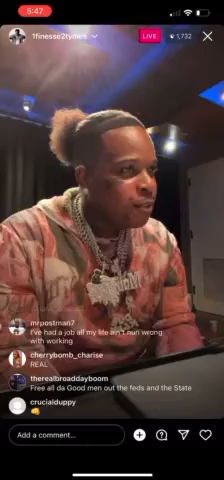 5:47
1finesse2tymes
LIVE
1,732
mrpostman7
I've had a job all my life ain't nun wrong
with working
cherrybomb_charise
REAL
therealbroaddayboom
Free all da Good men out the feds and the State
crucialduppy
Add a comment...